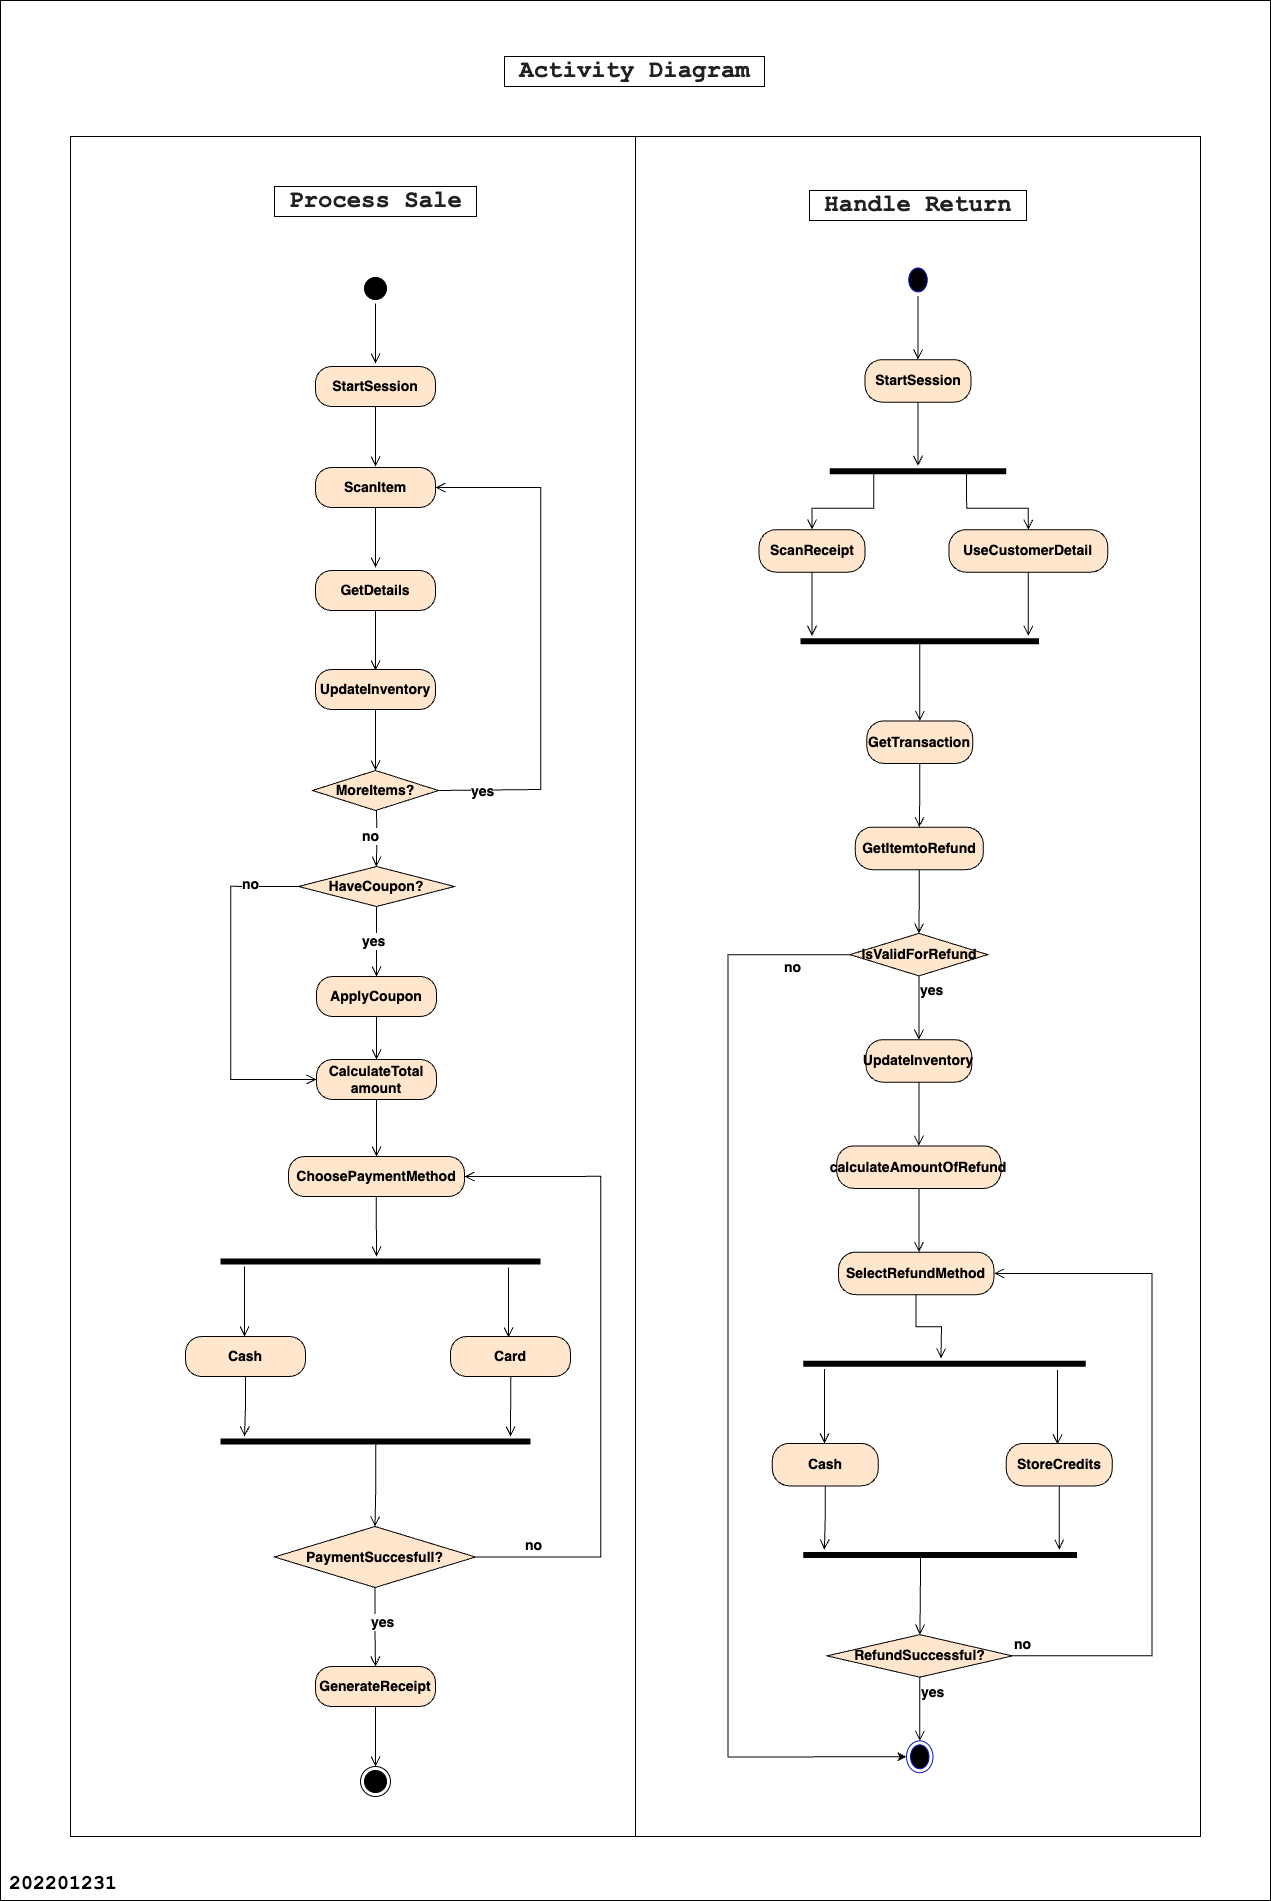 Activity Diagram
Process Sale
StartSession
ScanItem
GetDetails
UpdateInventory
MoreItems?
yes
no
HaveCoupon?
no
yes
ApplyCoupon
CalculateTotal
amount
ChoosePaymentMethod
Cash
Card
PaymentSuccesfull?
no
yes
GenerateReceipt
Handle Return
StartSession
ScanReceipt
UseCustomerDetail
GetTransaction
GetItemtoRefund
IsValidForRefund
no
yes
UpdateInventory
calculateAmountOfRefund
SelectRefundMethod
Cash
StoreCredits
RefundSuccessful?
no
yes
202201231